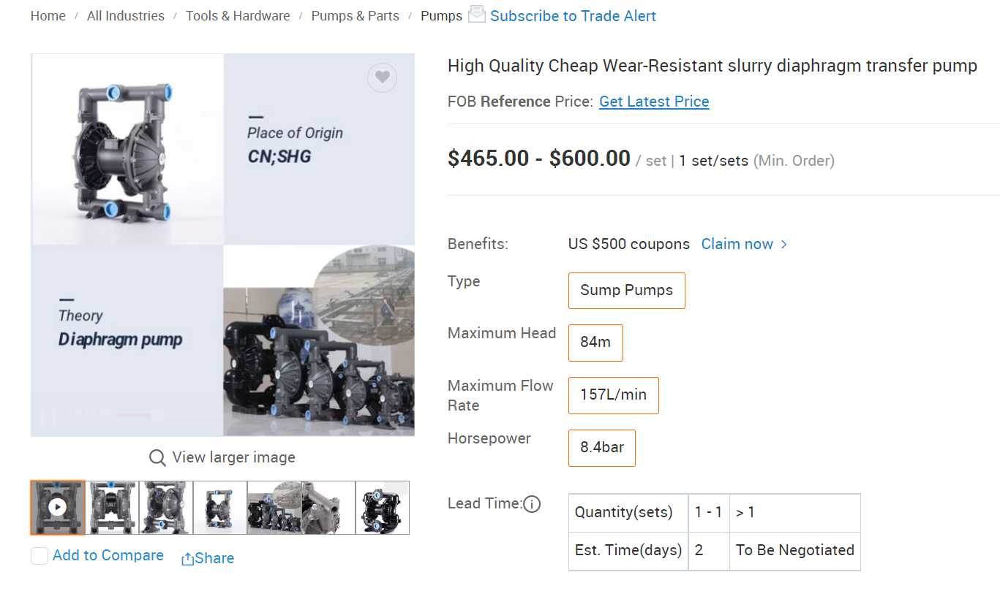 Home / All Industries / Tools & Hardware / Pumps & Parts / Pumps Subscribe to Trade Alert
Place of Origin
CN;SHG
Theory
Diaphragm pump
View larger image
Add to Compare
Share
High Quality Cheap Wear-Resistant slurry diaphragm transfer pump
FOB Reference Price: Get Latest Price
$465.00 - $600.00 / set | 1 set/sets (Min. Order)
Benefits: US $500 coupons Claim now >
Type Sump Pumps
Maximum Head 84m
Maximum Flow
Rate
157L/min
Horsepower 8.4bar
Lead Time:
Quantity(sets) 1 - 1 > 1
Est. Time(days) 2 To Be Negotiated